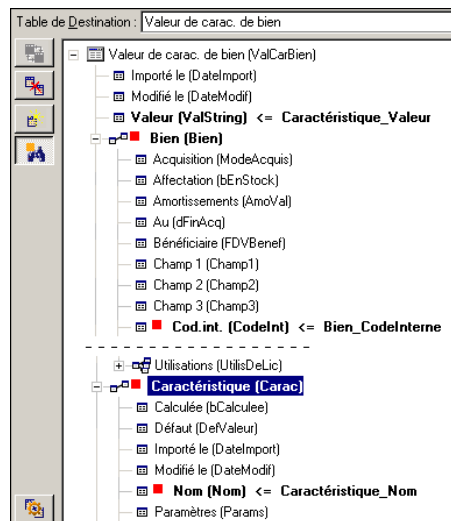 Table de Destination : Valeur de carac. de bien
Valeur de carac. de bien (ValCarBien)
Importé le (DateImport)
Modifié le (DateModif)
Valeur (ValString) <= Caractéristique_Valeur
Bien (Bien)
Acquisition (ModeAcquis)
Affectation (bEnStock)
Amortissements (AmoVal)
Au (dFinAcq)
Bénéficiaire (FDVBenef)
Champ 1 (Champ1)
Champ 2 (Champ2)
Champ 3 (Champ3)
Cod.int. (CodeInt) <= Bien_CodeInterne
Utilisations (UtilisDeLic)
Caractéristique (Carac)
Calculée (bCalculee)
Défaut (DefValeur)
Importé le (DateImport)
Modifié le (DateModif)
Nom (Nom) <= Caractéristique_Nom
Paramètres (Params)